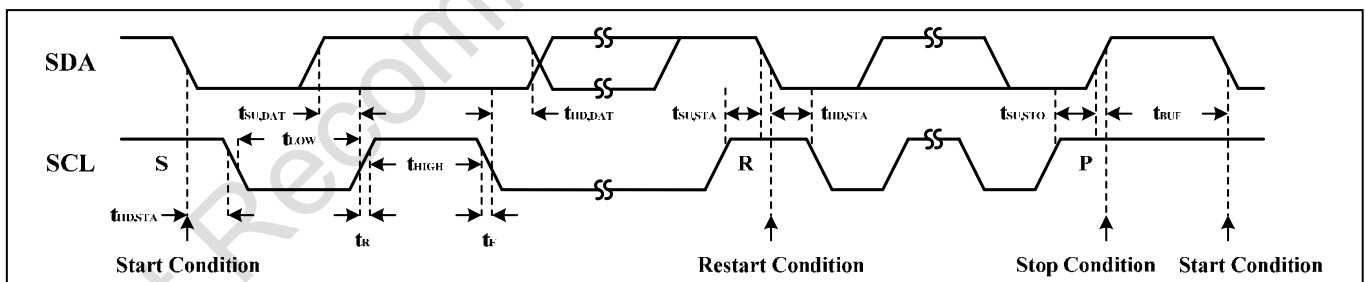 SDA
tSU,DAT
tHD,DAT
tSU,STA
tHD,STA
tSU,STO
tBUF
tLOW
SCL
S
tHIGH
R
P
tHD,STA
tR
tF
Start Condition
Restart Condition
Stop Condition
Start Condition
Recom